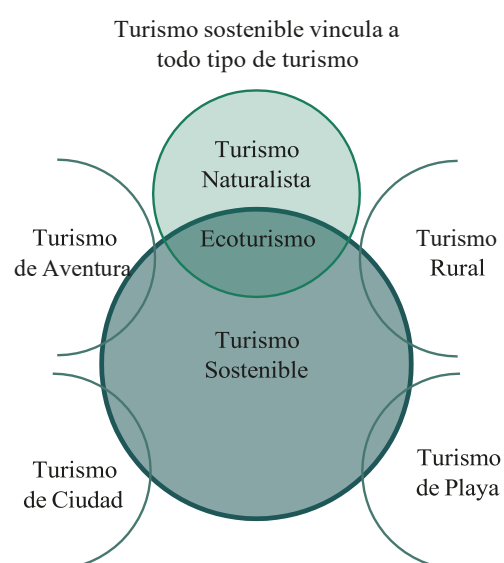 Turismo sostenible vincula a
todo tipo de turismo
Turismo
Naturalista
Ecoturismo
Turismo
de Aventura
Turismo
Rural
Turismo
Sostenible
Turismo
de Ciudad
Turismo
de Playa